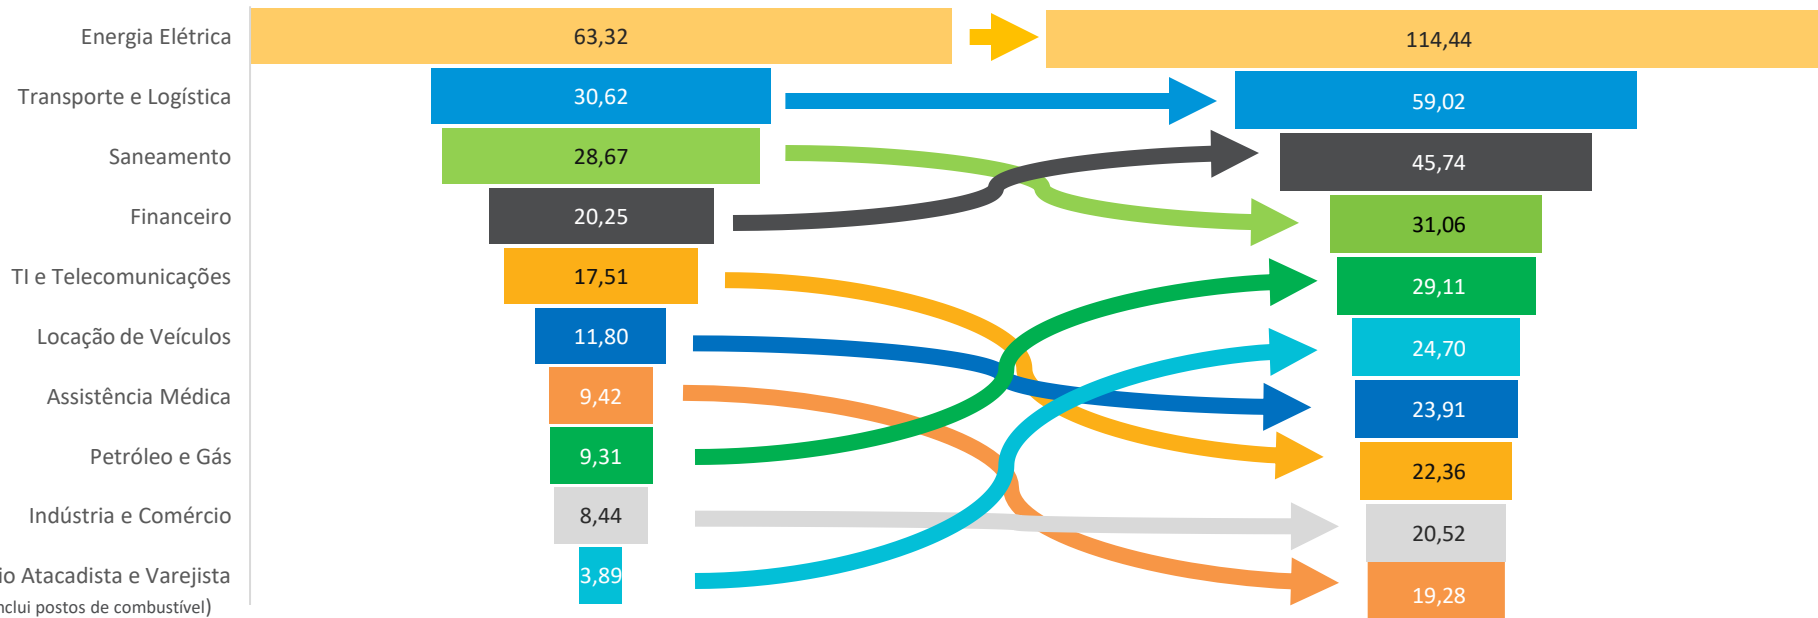 Energia Elétrica 63,32 114,44
Transporte e Logística 30,62 59,02
Saneamento 28,67 45,74
Financeiro 20,25 31,06
TI e Telecomunicações 17,51 29,11
Locação de Veículos 11,80 24,70
Assistência Médica 9,42 23,91
Petróleo e Gás 9,31 22,36
Indústria e Comércio 8,44 20,52
io Atacadista e Varejista 3,89 19,28
nclui postos de combustível)